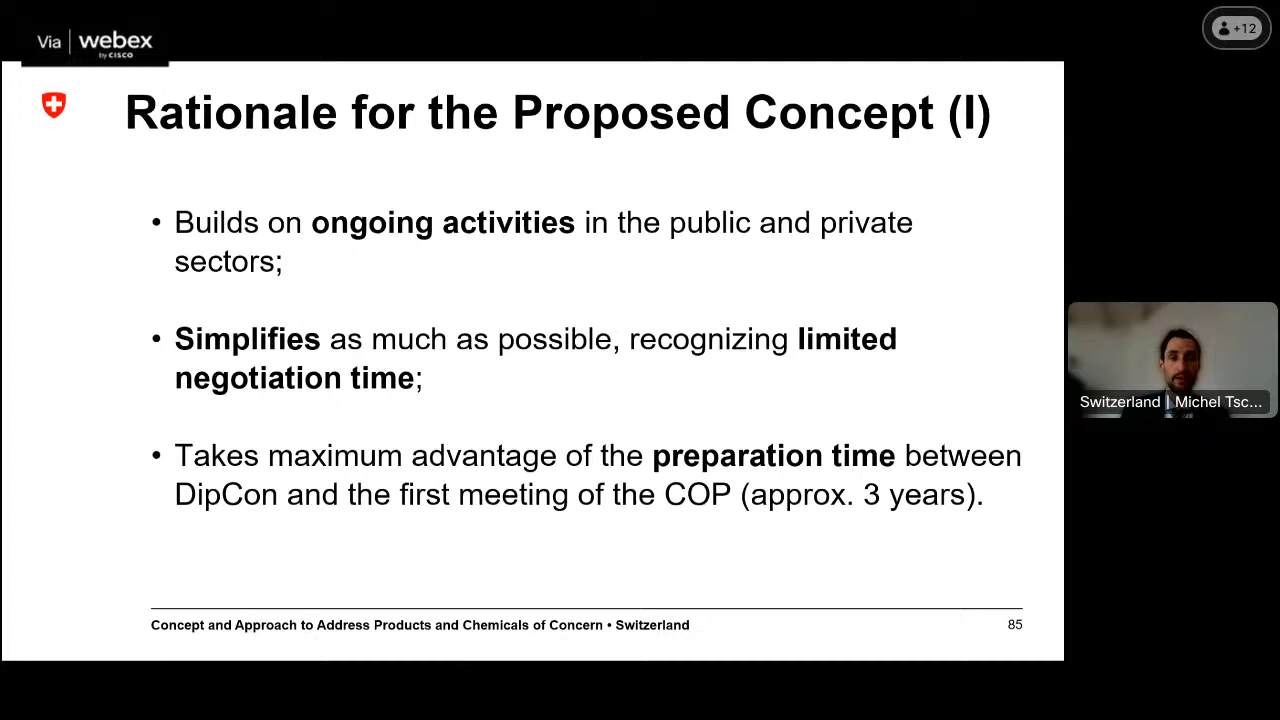 Via webex
by CISCO
+12
Rationale for the Proposed Concept (I)
• Builds on ongoing activities in the public and private
sectors;
• Simplifies as much as possible, recognizing limited
negotiation time;
• Takes maximum advantage of the preparation time between
DipCon and the first meeting of the COP (approx. 3 years).
Switzerland | Michel Tsc...
Concept and Approach to Address Products and Chemicals of Concern • Switzerland
85